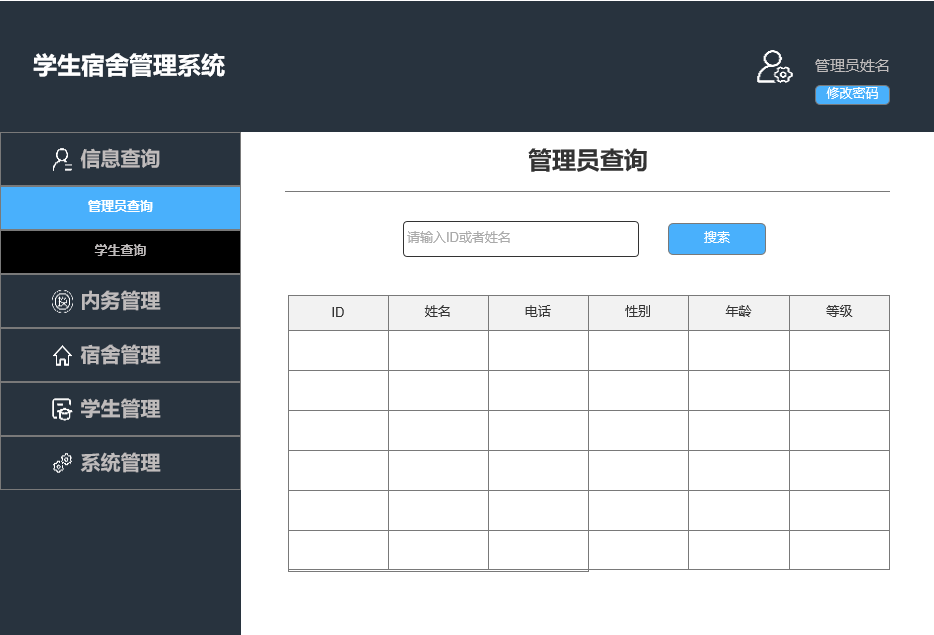 学生宿舍管理系统
管理员姓名
修改密码
信息查询
管理员查询
学生查询
内务管理
宿舍管理
学生管理
系统管理
管理员查询
请输入ID或者姓名
搜索
ID 姓名 电话 性别 年龄 等级